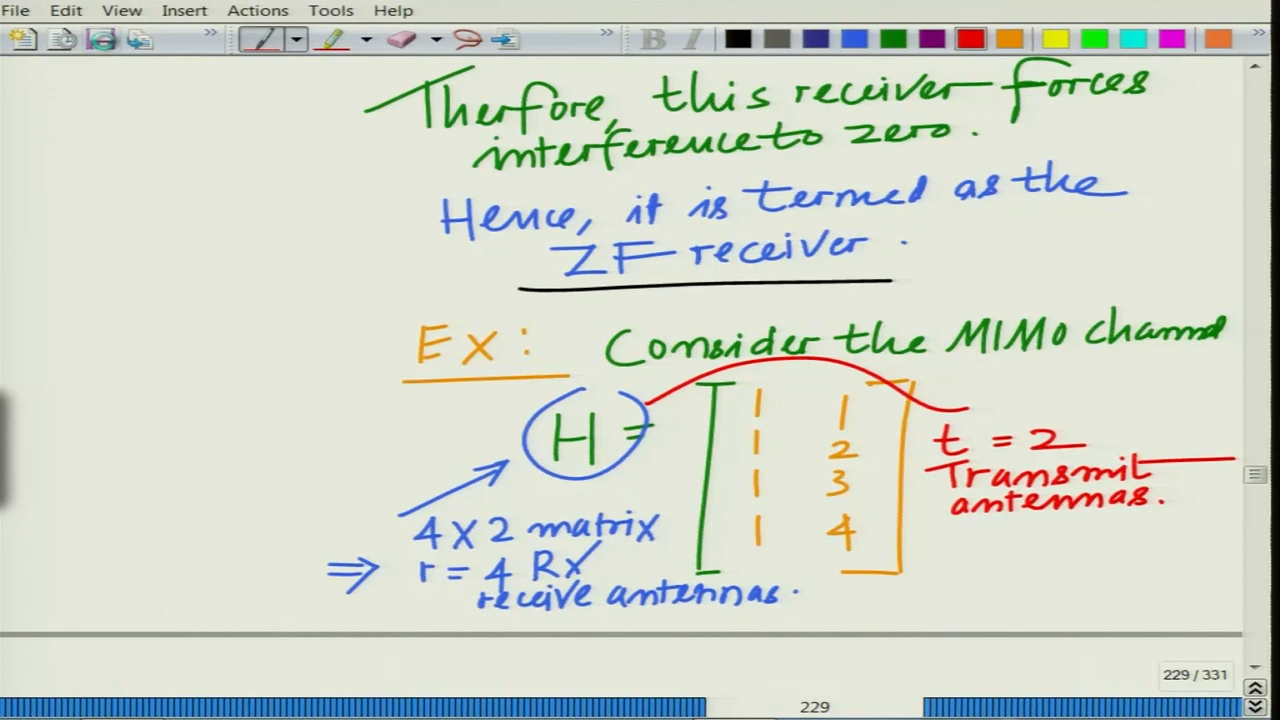 File Edit View Insert Actions Tools Help
B I
Therfore, this receiver forces
interference to zero.
Hence, it is termed as the
ZF receiver.
Ex: Consider the MIMO channel
H =
1 1
1 2
1 3
1 4
t = 2
Transmit
antennas.
4 X 2 matrix
⇒ r = 4 Rx
receive antennas.
229 / 331
229